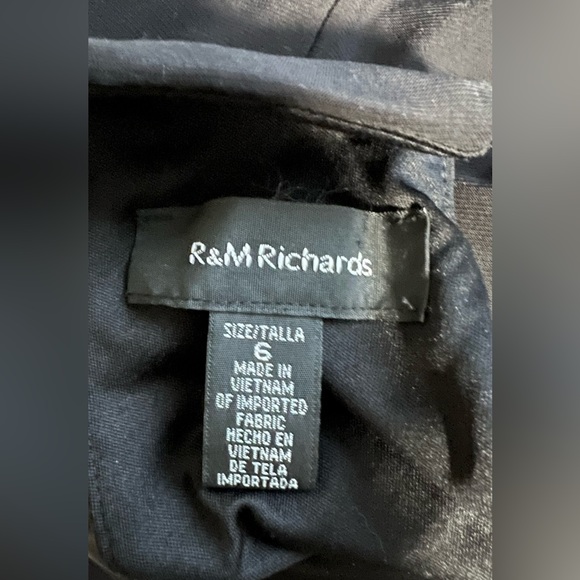 R&M Richards
SIZE/TALLA
6
MADE IN
VIETNAM
OF IMPORTED
FABRIC
HECHO EN
VIETNAM
DE TELA
IMPORTADA